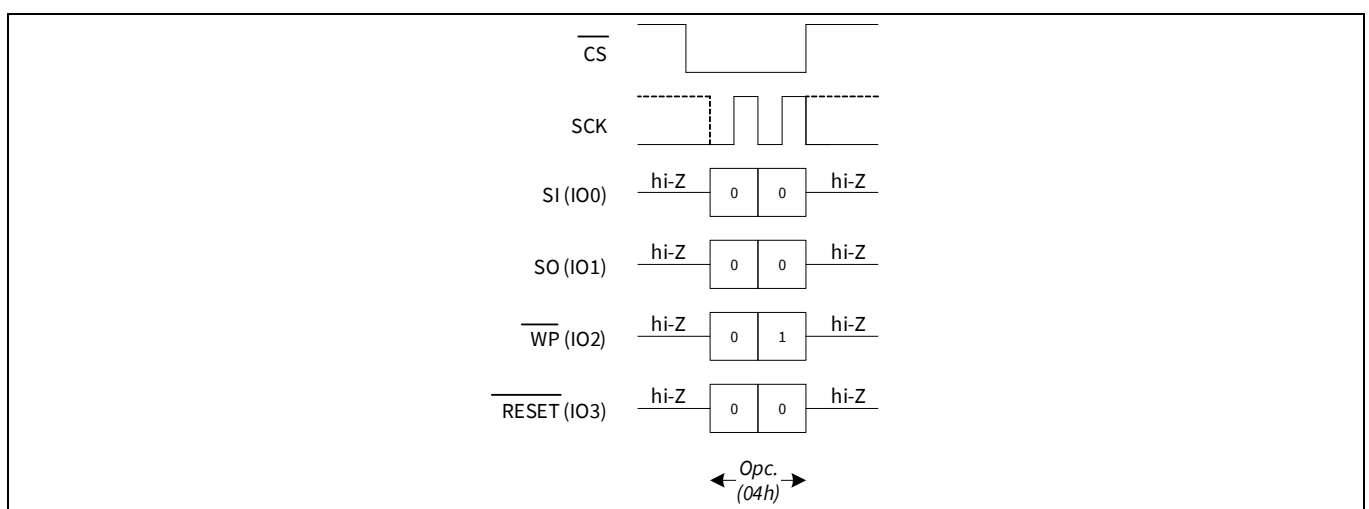 CS
SCK
SI (IO0) hi-Z 0 0 hi-Z
SO (IO1) hi-Z 0 0 hi-Z
WP (IO2) hi-Z 0 1 hi-Z
RESET (IO3) hi-Z 0 0 hi-Z
Opc.
(04h)